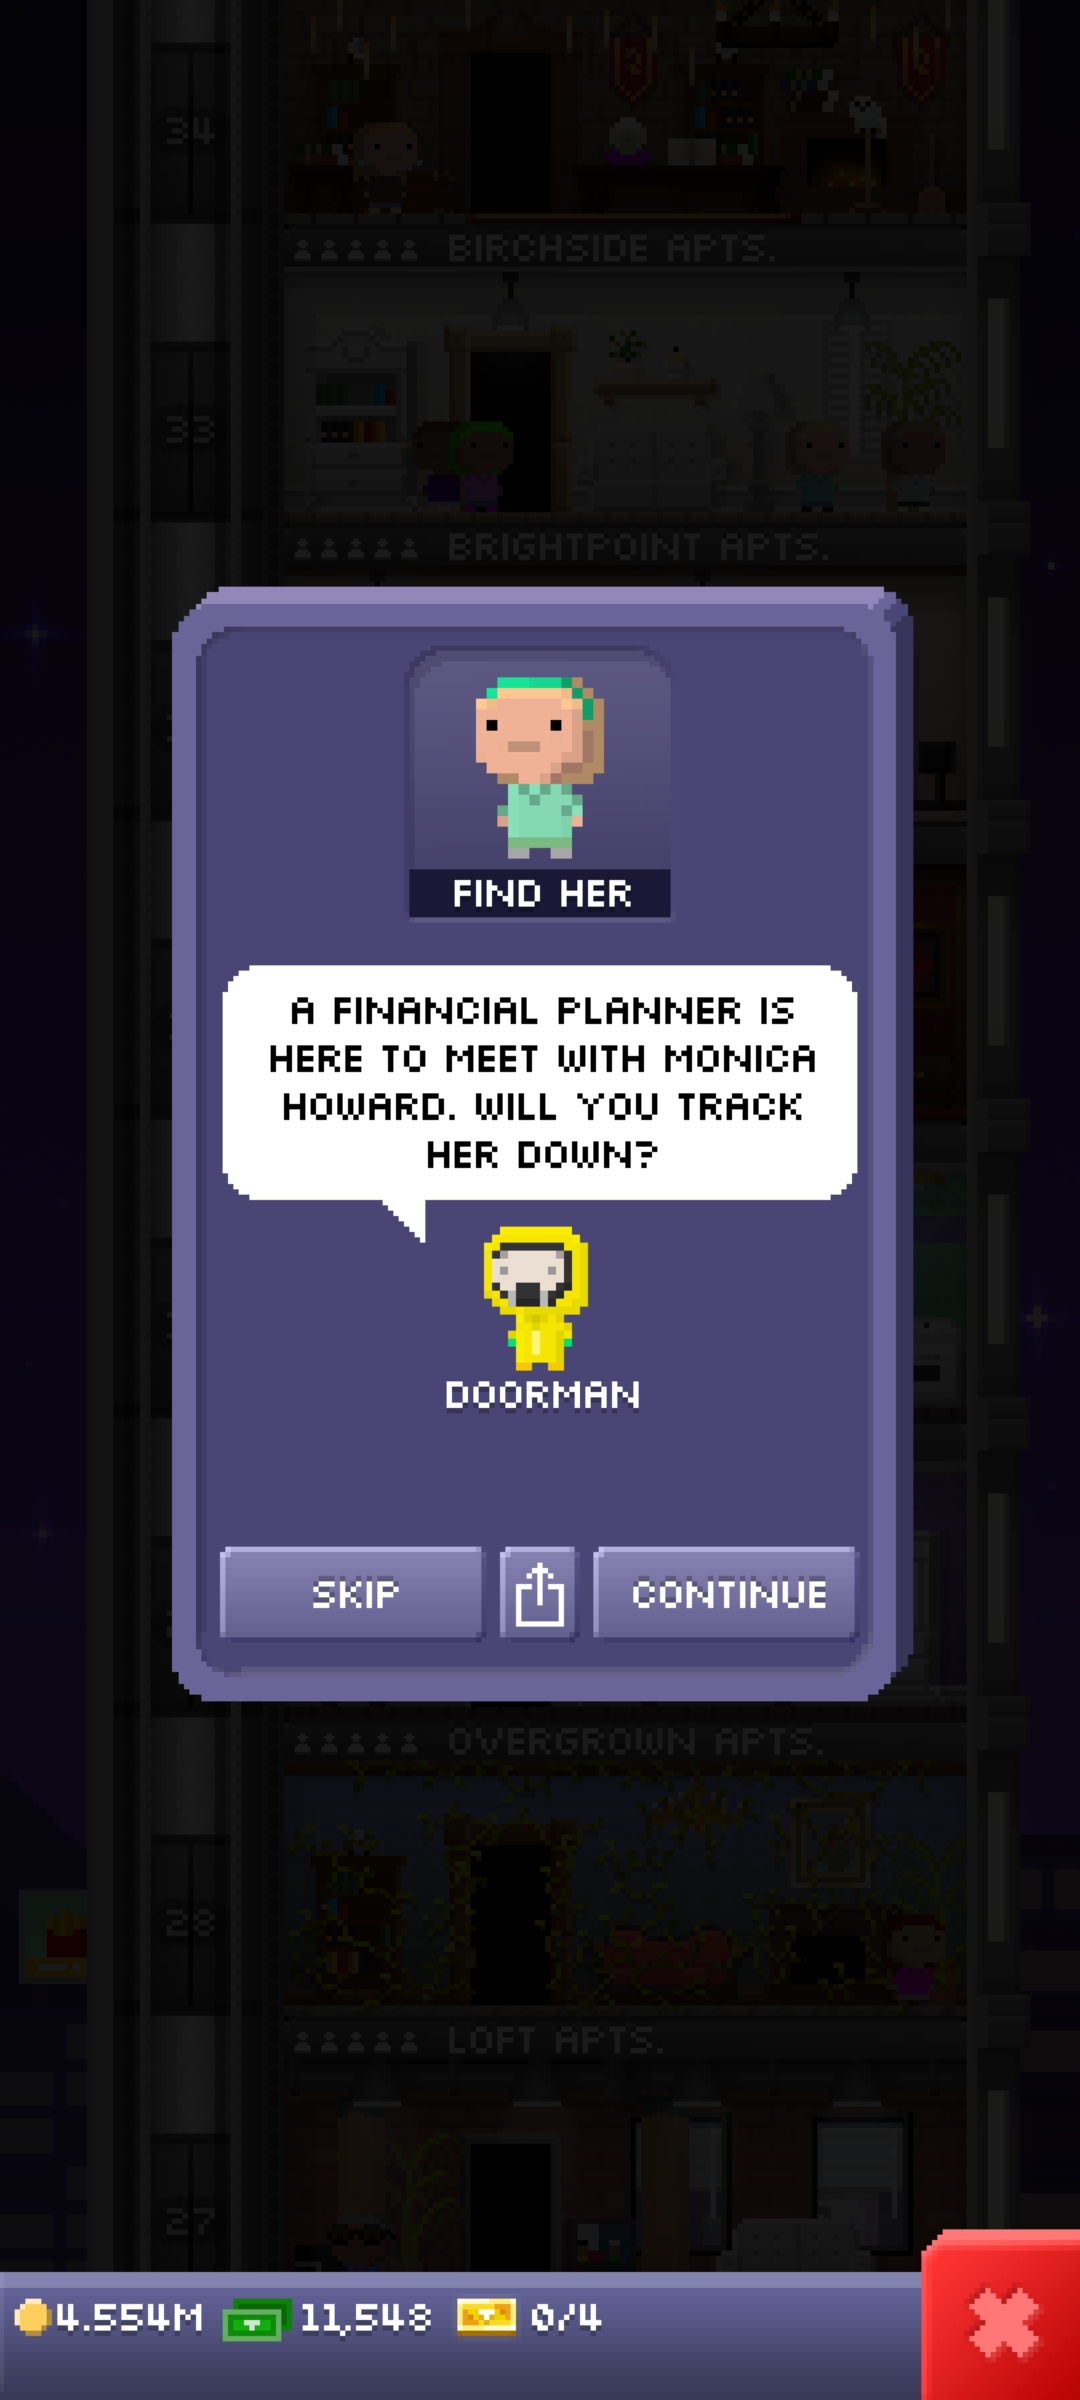 34
BIRCHSIDE APTS.
33
BRIGHTPOINT APTS.
FIND HER
A FINANCIAL PLANNER IS
HERE TO MEET WITH MONICA
HOWARD. WILL YOU TRACK
HER DOWN?
DOORMAN
SKIP
CONTINUE
OVERGROWN APTS.
28
LOFT APTS.
27
4.554M 11,548 0/4